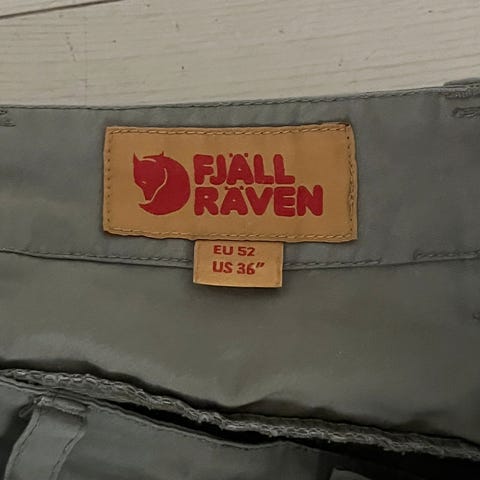 FJÄLL
RÄVEN
EU 52
US 36"